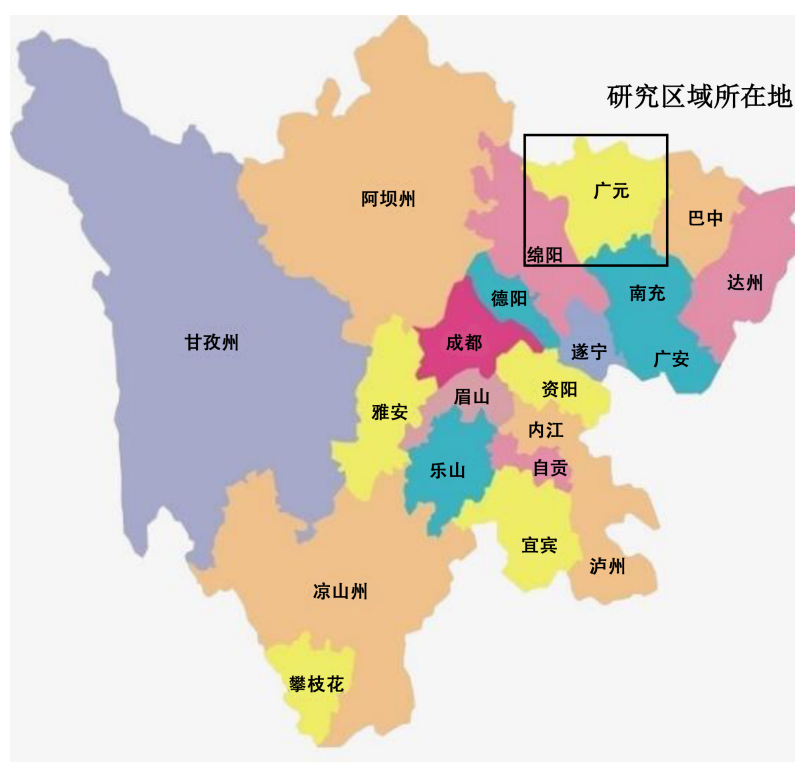 研究区域所在地
广元
阿坝州
巴中
绵阳
达州
南充
德阳
甘孜州
成都
遂宁
广安
资阳
眉山
雅安
内江
自贡
乐山
宜宾
泸州
凉山州
攀枝花